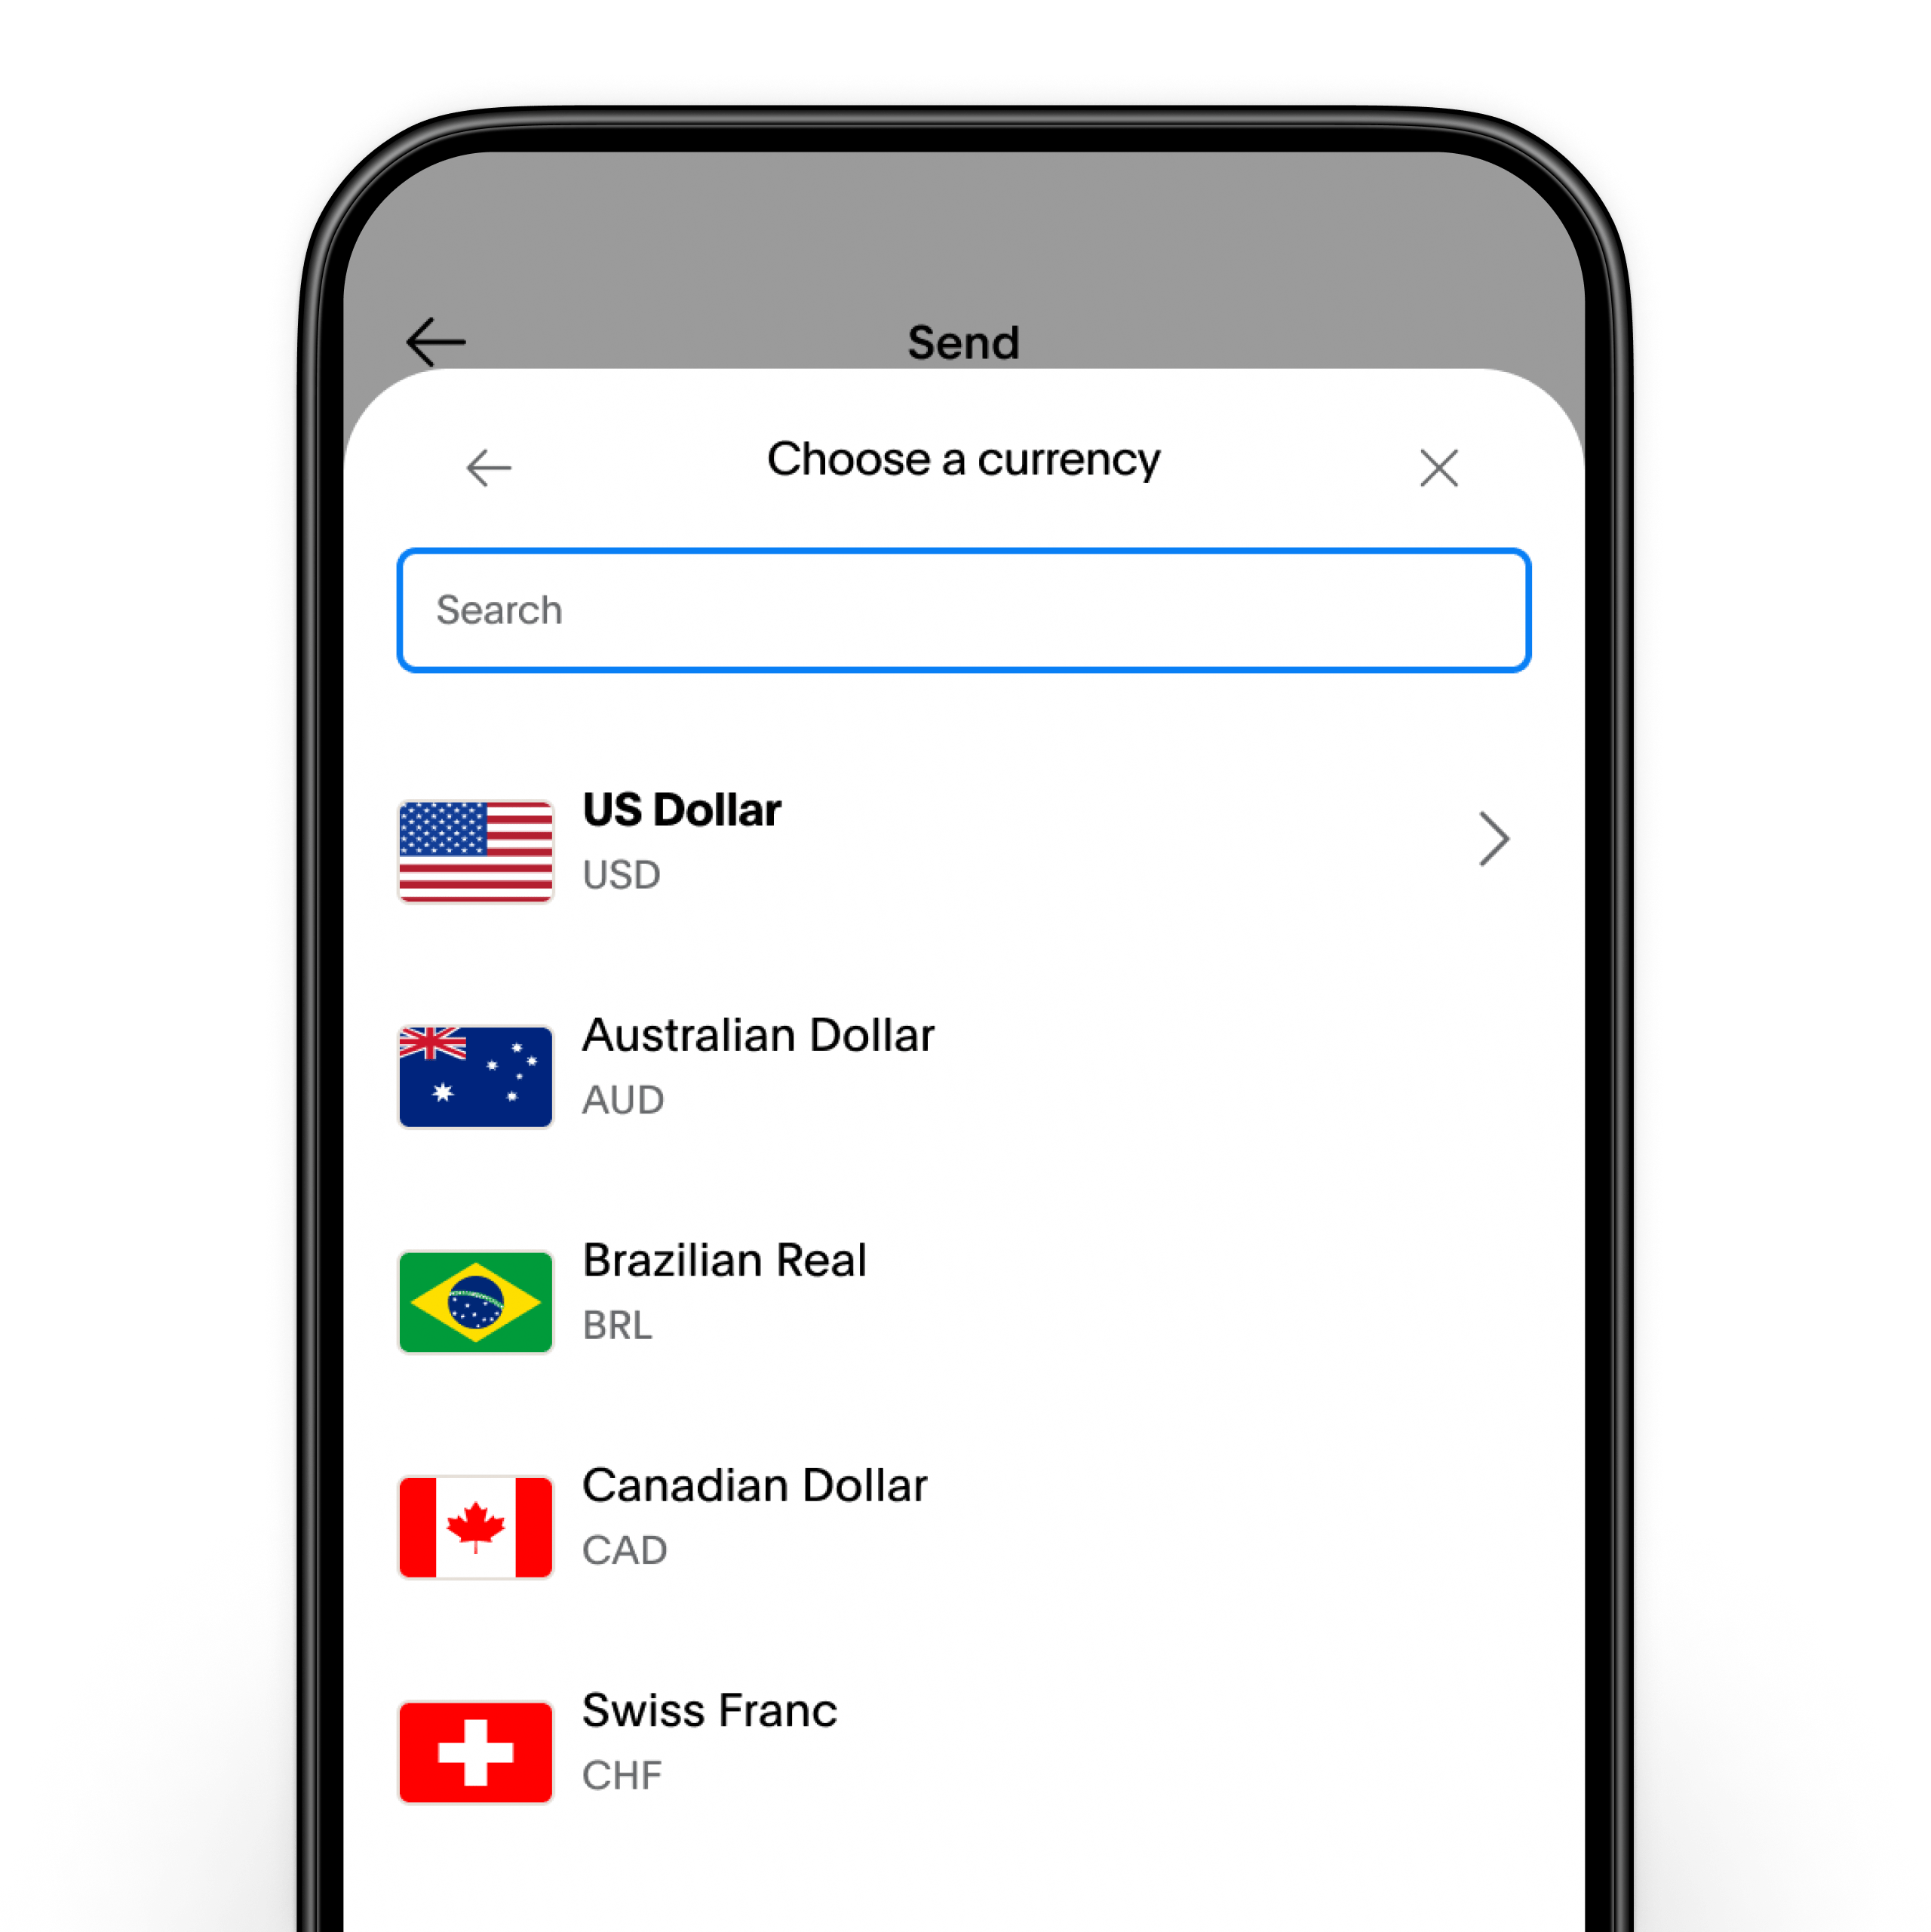 Send
Choose a currency
Search
US Dollar
USD
Australian Dollar
AUD
Brazilian Real
BRL
Canadian Dollar
CAD
Swiss Franc
CHF